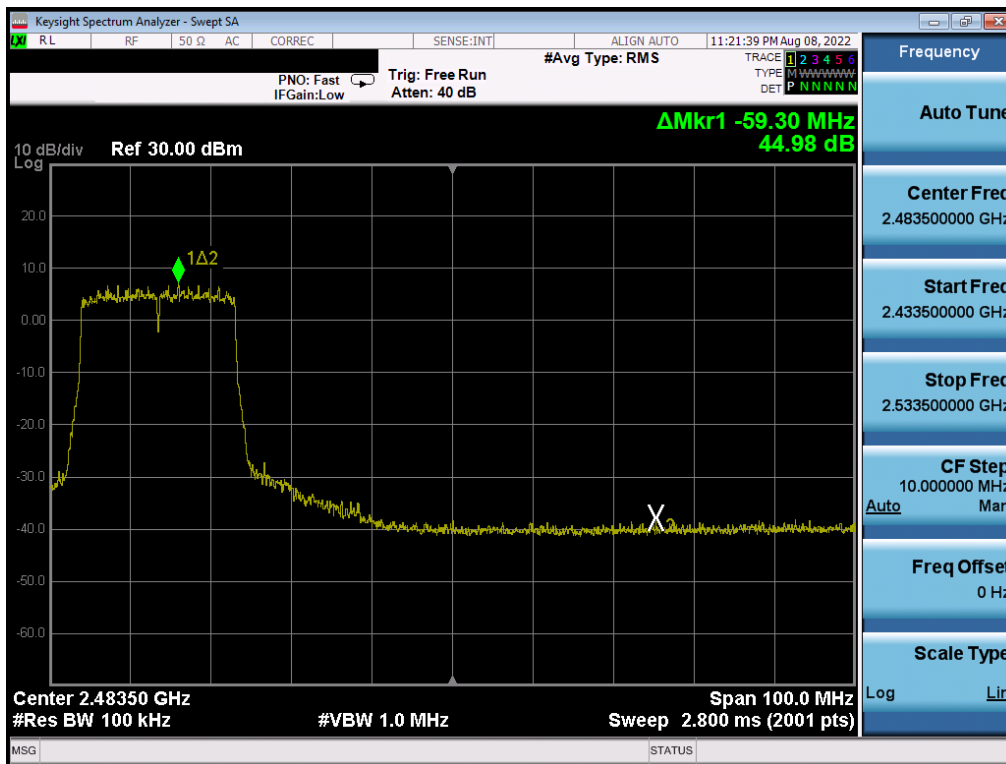 Keysight Spectrum Analyzer - Swept SA
LXI RL RF 50 Ω AC CORREC SENSE:INT ALIGN AUTO 11:21:39 PM Aug 08, 2022
PNO: Fast
IFGain:Low
Trig: Free Run
Atten: 40 dB
#Avg Type: RMS
TRACE 1 2 3 4 5 6
TYPE M W W W W W
DET P N N N N N
ΔMkr1 -59.30 MHz
44.98 dB
10 dB/div Ref 30.00 dBm
Log
20.0
10.0
0.00
-10.0
-20.0
-30.0
-40.0
-50.0
-60.0
1Δ2
X2
Center 2.48350 GHz Span 100.0 MHz
#Res BW 100 kHz #VBW 1.0 MHz Sweep 2.800 ms (2001 pts)
MSG STATUS
Frequency
Auto Tune
Center Freq
2.483500000 GHz
Start Freq
2.433500000 GHz
Stop Freq
2.533500000 GHz
CF Step
10.000000 MHz
Auto Man
Freq Offset
0 Hz
Scale Type
Log Lin